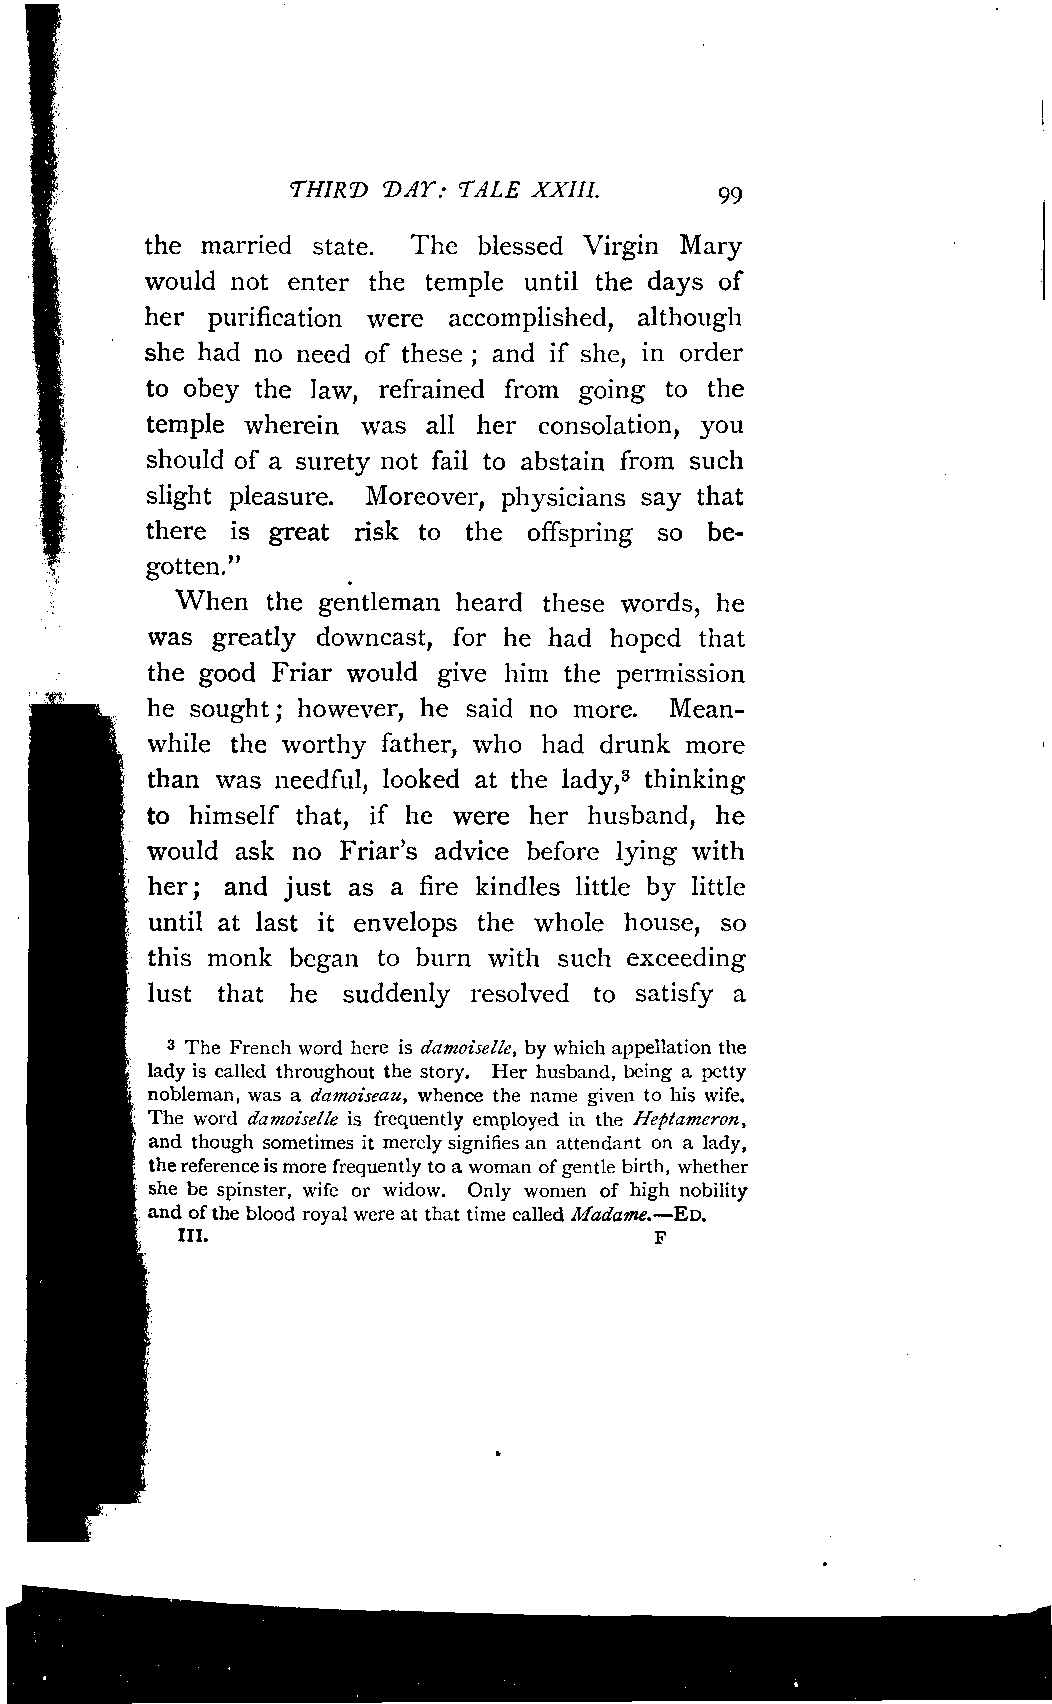 THIRD DAY: TALE XXIII. 99
the married state. The blessed Virgin Mary
would not enter the temple until the days of
her purification were accomplished, although
she had no need of these ; and if she, in order
to obey the law, refrained from going to the
temple wherein was all her consolation, you
should of a surety not fail to abstain from such
slight pleasure. Moreover, physicians say that
there is great risk to the offspring so be-
gotten."
When the gentleman heard these words, he
was greatly downcast, for he had hoped that
the good Friar would give him the permission
he sought ; however, he said no more. Mean-
while the worthy father, who had drunk more
than was needful, looked at the lady,³ thinking
to himself that, if he were her husband, he
would ask no Friar's advice before lying with
her ; and just as a fire kindles little by little
until at last it envelops the whole house, so
this monk began to burn with such exceeding
lust that he suddenly resolved to satisfy a
³ The French word here is damoiselle, by which appellation the
lady is called throughout the story. Her husband, being a petty
nobleman, was a damoiseau, whence the name given to his wife.
The word damoiselle is frequently employed in the Heptameron,
and though sometimes it merely signifies an attendant on a lady,
the reference is more frequently to a woman of gentle birth, whether
she be spinster, wife or widow. Only women of high nobility
and of the blood royal were at that time called Madame.—ED.
III. F